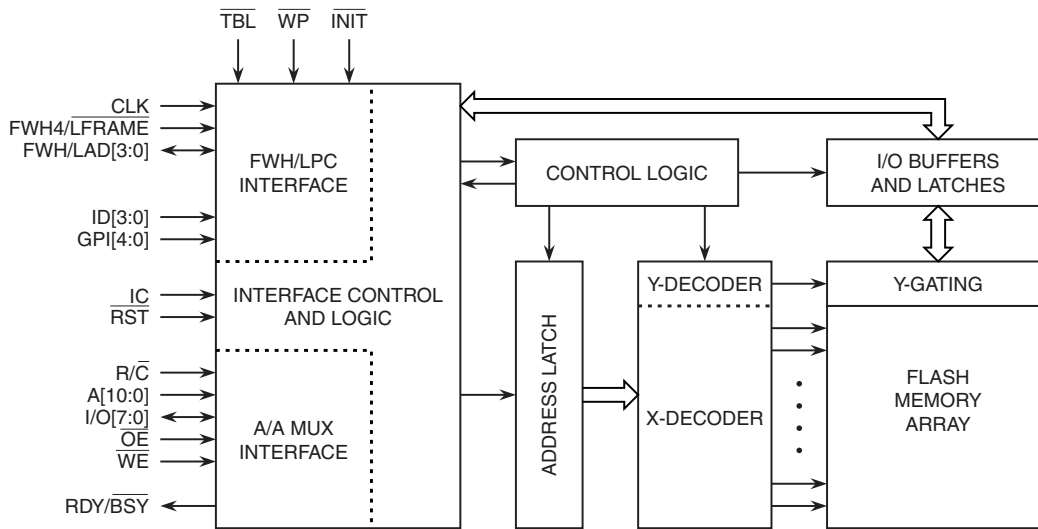 TBL WP INIT
CLK
FWH4/LFRAME
FWH/LAD[3:0]
ID[3:0]
GPI[4:0]
IC
RST
R/C
A[10:0]
I/O[7:0]
OE
WE
RDY/BSY
FWH/LPC
INTERFACE
INTERFACE CONTROL
AND LOGIC
A/A MUX
INTERFACE
CONTROL LOGIC
ADDRESS LATCH
Y-DECODER
X-DECODER
I/O BUFFERS
AND LATCHES
Y-GATING
FLASH
MEMORY
ARRAY